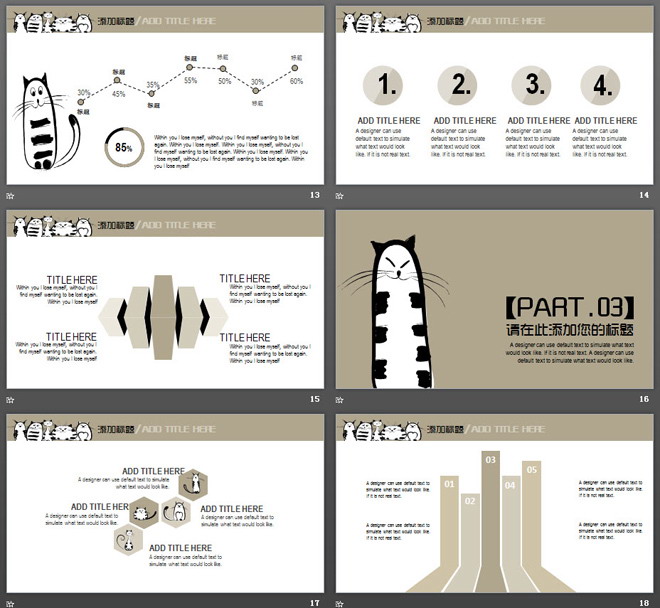 添加标题/ADD TITLE HERE
30%
标题
标题
45%
35%
标题
标题
55%
标题
50%
30%
标题
标题
60%
85%
Within you I lose myself, without you I find myself wanting to be lost
again. Within you I lose myself. Within you I lose myself, without you I
find myself wanting to be lost again. Within you I lose myself. Within you
I lose myself, without you I find myself wanting to be lost again. Within
you I lose myself
13
添加标题/ADD TITLE HERE
1.
2.
3.
4.
ADD TITLE HERE
A designer can use
default text to simulate
what text would look
like. If it is not real text.
ADD TITLE HERE
A designer can use
default text to simulate
what text would look
like. If it is not real text.
ADD TITLE HERE
A designer can use
default text to simulate
what text would look
like. If it is not real text.
ADD TITLE HERE
A designer can use
default text to simulate
what text would look
like. If it is not real text.
14
添加标题/ADD TITLE HERE
TITLE HERE
Within you I lose myself, without you I
find myself wanting to be lost again.
Within you I lose myself
TITLE HERE
Within you I lose myself, without you I
find myself wanting to be lost again.
Within you I lose myself
TITLE HERE
Within you I lose myself, without you I
find myself wanting to be lost again.
Within you I lose myself
TITLE HERE
Within you I lose myself, without you I
find myself wanting to be lost again.
Within you I lose myself
15
【PART.03】
请在此添加您的标题
A designer can use default text to simulate what text
would look like. If it is not real text. A designer can
use default text to simulate what text would look like.
16
添加标题/ADD TITLE HERE
ADD TITLE HERE
A designer can use default text to simulate
what text would look like.
ADD TITLE HER
A designer can use default text to
simulate what text would look like.
ADD TITLE HERE
A designer can use default text to simulate
what text would look like.
ADD TITLE HERE
A designer can use default text to
simulate what text would look like.
17
添加标题/ADD TITLE HERE
01
02
03
04
05
A designer can use default text to
simulate what text would look like.
If it is not real text.
A designer can use default text to
simulate what text would look like.
If it is not real text.
A designer can use default text to
simulate what text would look like.
If it is not real text.
A designer can use default text to
simulate what text would look like.
If it is not real text.
18